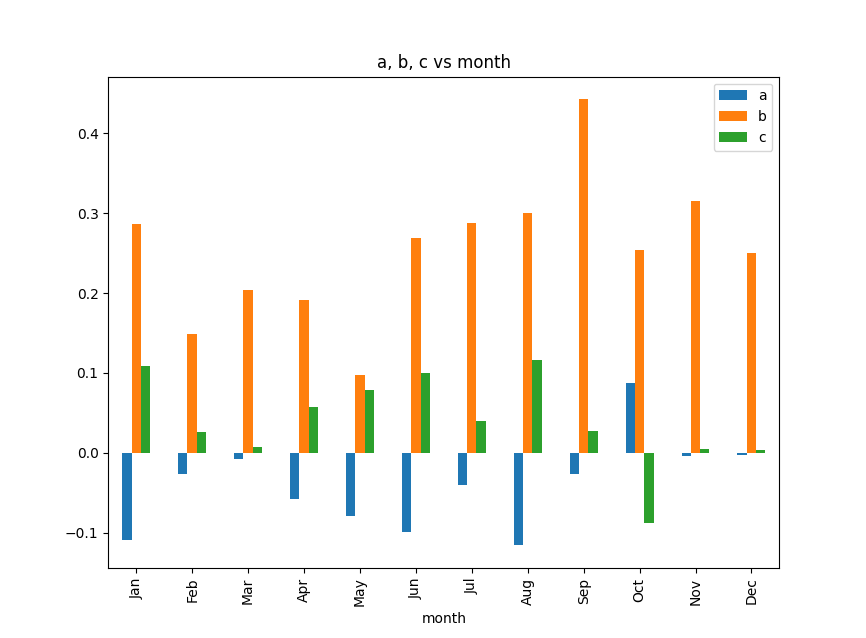 a, b, c vs month
a
b
c
0.4
0.3
0.2
0.1
0.0
−0.1
Jan
Feb
Mar
Apr
May
Jun
Jul
Aug
Sep
Oct
Nov
Dec
month